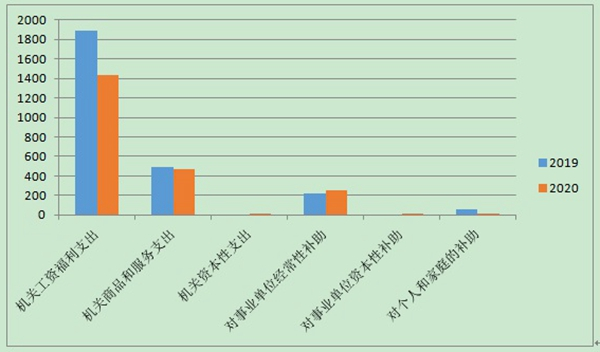 2000
1800
1600
1400
1200
1000
800
600
400
200
0
机关工资福利支出
机关商品和服务支出
机关资本性支出
对事业单位经常性补助
对事业单位资本性补助
对个人和家庭的补助
2019
2020